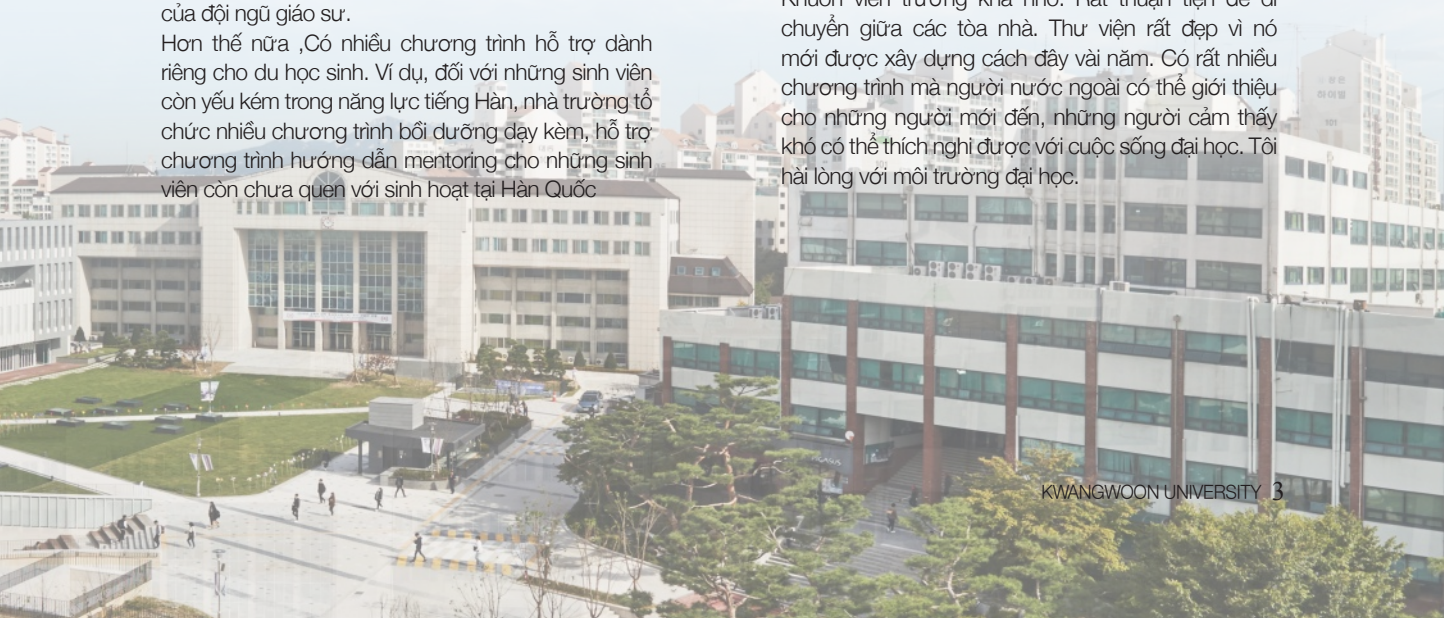 của đội ngũ giáo sư.
Hơn thế nữa ,Có nhiều chương trình hỗ trợ dành
riêng cho du học sinh. Ví dụ, đối với những sinh viên
còn yếu kém trong năng lực tiếng Hàn, nhà trường tổ
chức nhiều chương trình bồi dưỡng dạy kèm, hỗ trợ
chương trình hướng dẫn mentoring cho những sinh
viên còn chưa quen với sinh hoạt tại Hàn Quốc
Khuôn viên trường khá nhỏ. Rất thuận tiện để di
chuyển giữa các tòa nhà. Thư viện rất đẹp vì nó
mới được xây dựng cách đây vài năm. Có rất nhiều
chương trình mà người nước ngoài có thể giới thiệu
cho những người mới đến, những người cảm thấy
khó có thể thích nghi được với cuộc sống đại học. Tôi
hài lòng với môi trường đại học.
KWANGWOON UNIVERSITY 3